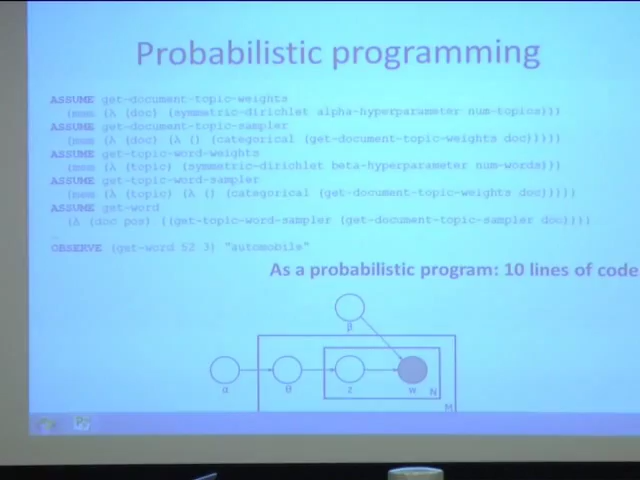 Probabilistic programming
ASSUME get-document-topic-weights
(mem (λ (doc) (symmetric-dirichlet alpha-hyperparameter num-topics)))
ASSUME get-document-topic-sampler
(mem (λ (doc) (λ () (categorical (get-document-topic-weights doc)))))
ASSUME get-topic-word-weights
(mem (λ (topic) (symmetric-dirichlet beta-hyperparameter num-words)))
ASSUME get-topic-word-sampler
(mem (λ (topic) (λ () (categorical (get-document-topic-weights doc)))))
ASSUME get-word
(λ (doc pos) ((get-topic-word-sampler (get-document-topic-sampler doc))))
…
OBSERVE (get-word 52 3) "automobile"
As a probabilistic program: 10 lines of code
β
α θ z w N
M